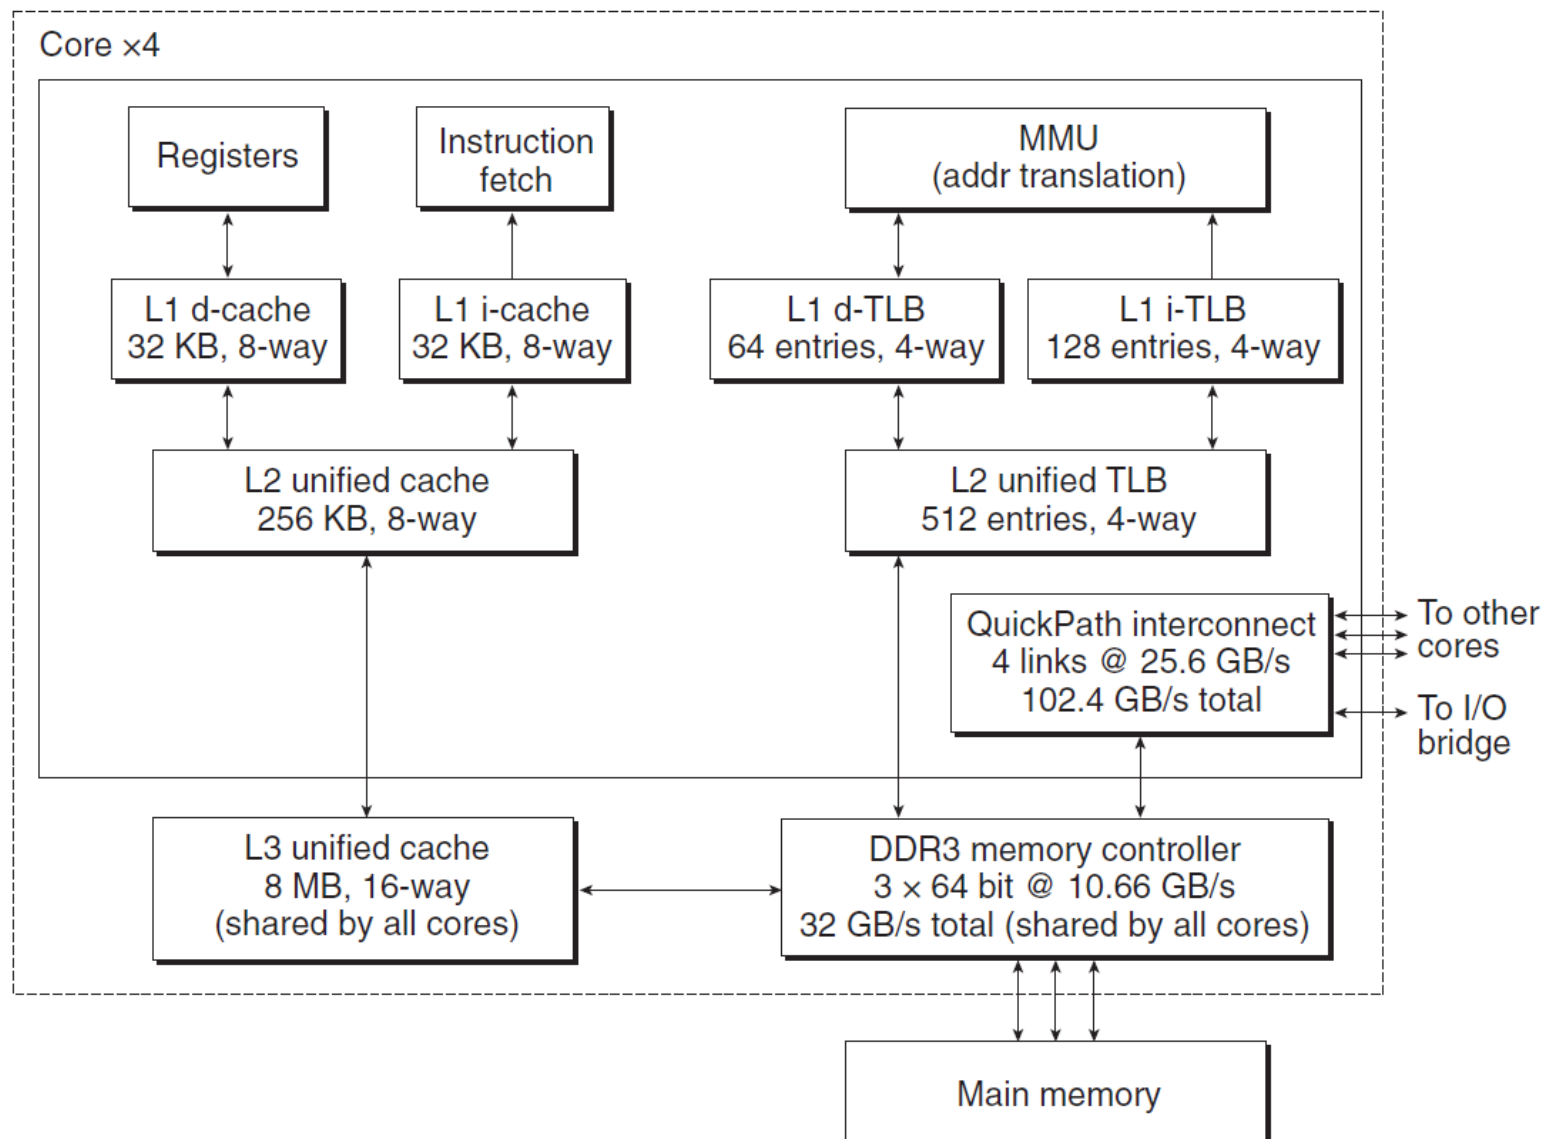 Core ×4
Registers
Instruction
fetch
MMU
(addr translation)
L1 d-cache
32 KB, 8-way
L1 i-cache
32 KB, 8-way
L1 d-TLB
64 entries, 4-way
L1 i-TLB
128 entries, 4-way
L2 unified cache
256 KB, 8-way
L2 unified TLB
512 entries, 4-way
QuickPath interconnect
4 links @ 25.6 GB/s
102.4 GB/s total
To other
cores
To I/O
bridge
L3 unified cache
8 MB, 16-way
(shared by all cores)
DDR3 memory controller
3 × 64 bit @ 10.66 GB/s
32 GB/s total (shared by all cores)
Main memory